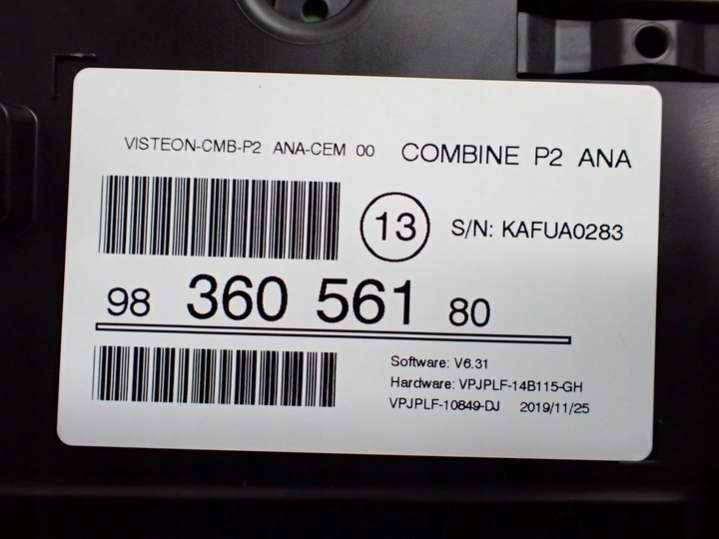 VISTEON-CMB-P2 ANA-CEM 00 COMBINE P2 ANA
13 S/N: KAFUA0283
98 360 561 80
Software: V6.31
Hardware: VPJPLF-14B115-GH
VPJPLF-10849-DJ 2019/11/25